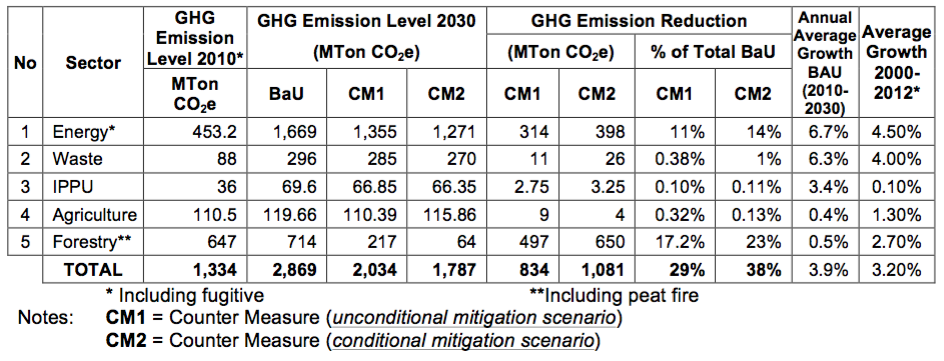 No Sector GHG Emission Level 2010* GHG Emission Level 2030 GHG Emission Reduction Annual Average Growth BAU (2010-2030) Average Growth 2000-2012*
(MTon CO₂e) (MTon CO₂e) % of Total BaU
MTon CO₂e BaU CM1 CM2 CM1 CM2 CM1 CM2
1 Energy* 453.2 1,669 1,355 1,271 314 398 11% 14% 6.7% 4.50%
2 Waste 88 296 285 270 11 26 0.38% 1% 6.3% 4.00%
3 IPPU 36 69.6 66.85 66.35 2.75 3.25 0.10% 0.11% 3.4% 0.10%
4 Agriculture 110.5 119.66 110.39 115.86 9 4 0.32% 0.13% 0.4% 1.30%
5 Forestry** 647 714 217 64 497 650 17.2% 23% 0.5% 2.70%
TOTAL 1,334 2,869 2,034 1,787 834 1,081 29% 38% 3.9% 3.20%
* Including fugitive **Including peat fire
Notes: CM1 = Counter Measure (unconditional mitigation scenario)
CM2 = Counter Measure (conditional mitigation scenario)